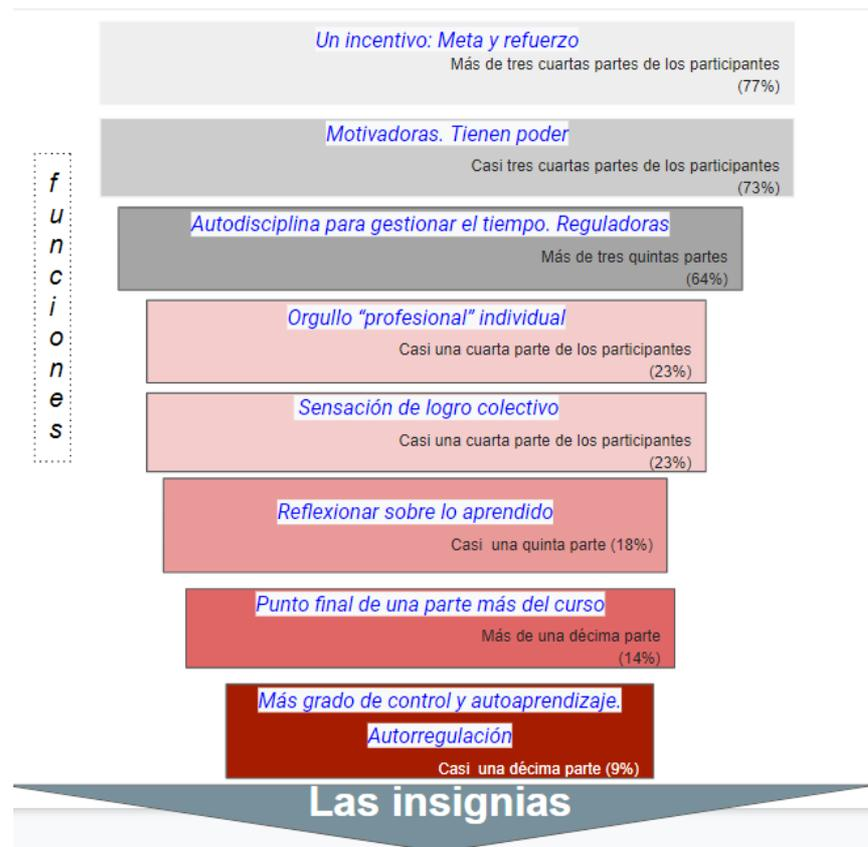 Un incentivo: Meta y refuerzo
Más de tres cuartas partes de los participantes
(77%)
Motivadoras. Tienen poder
Casi tres cuartas partes de los participantes
(73%)
funciones
Autodisciplina para gestionar el tiempo. Reguladoras
Más de tres quintas partes
(64%)
Orgullo “profesional” individual
Casi una cuarta parte de los participantes
(23%)
Sensación de logro colectivo
Casi una cuarta parte de los participantes
(23%)
Reflexionar sobre lo aprendido
Casi una quinta parte (18%)
Punto final de una parte más del curso
Más de una décima parte
(14%)
Más grado de control y autoaprendizaje.
Autorregulación
Casi una décima parte (9%)
Las insignias